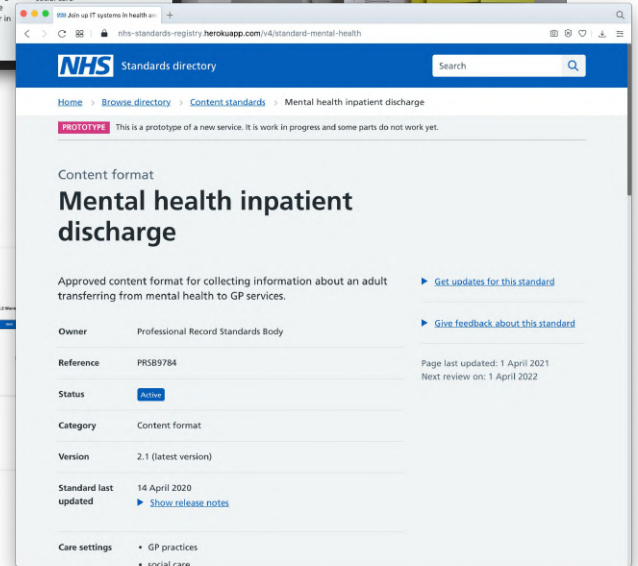 Join up IT systems in health an
nhs-standards-registry.herokuapp.com/v4/standard-mental-health
NHS Standards directory
Search
Home > Browse directory > Content standards > Mental health inpatient discharge
PROTOTYPE This is a prototype of a new service. It is work in progress and some parts do not work yet.
Content format
Mental health inpatient
discharge
Approved content format for collecting information about an adult
transferring from mental health to GP services.
Get updates for this standard
Give feedback about this standard
Page last updated: 1 April 2021
Next review on: 1 April 2022
Owner Professional Record Standards Body
Reference PRSB9784
Status Active
Category Content format
Version 2.1 (latest version)
Standard last 14 April 2020
updated Show release notes
Care settings • GP practices
• social care